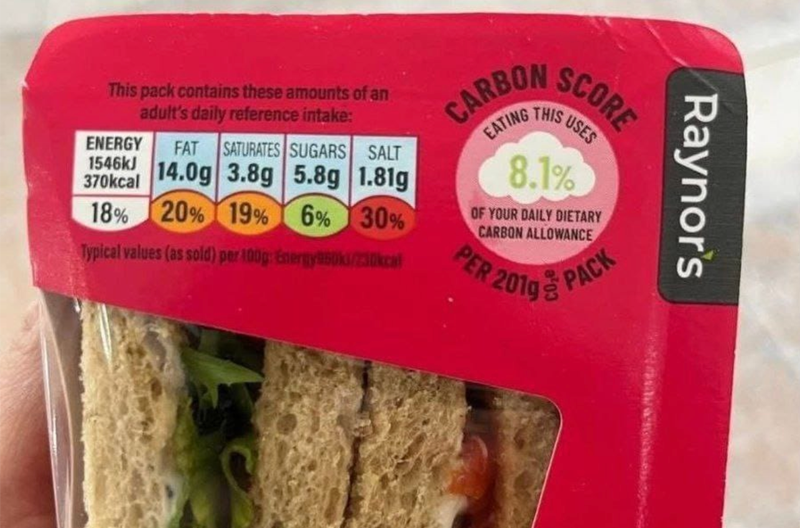 This pack contains these amounts of an
adult's daily reference intake:
ENERGY
1546kJ
370kcal
18%
FAT
14.0g
20%
SATURATES
3.8g
19%
SUGARS
5.8g
6%
SALT
1.81g
30%
Typical values (as sold) per 100g: Energy
CARBON SCORE
EATING THIS USES
8.1%
OF YOUR DAILY DIETARY
CARBON ALLOWANCE
PER 201g CO₂e PACK
Raynor's